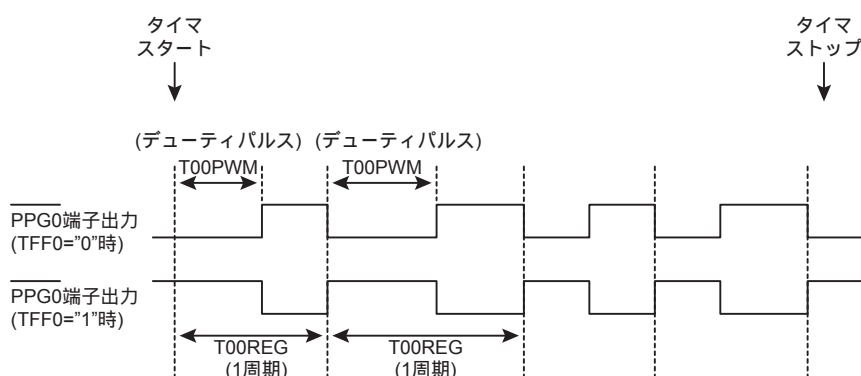 タイマ
スタート
タイマ
ストップ
(デューティパルス) (デューティパルス)
T00PWM T00PWM
PPG0端子出力
(TFF0=”0”時)
PPG0端子出力
(TFF0=”1”時)
T00REG T00REG
(1周期) (1周期)